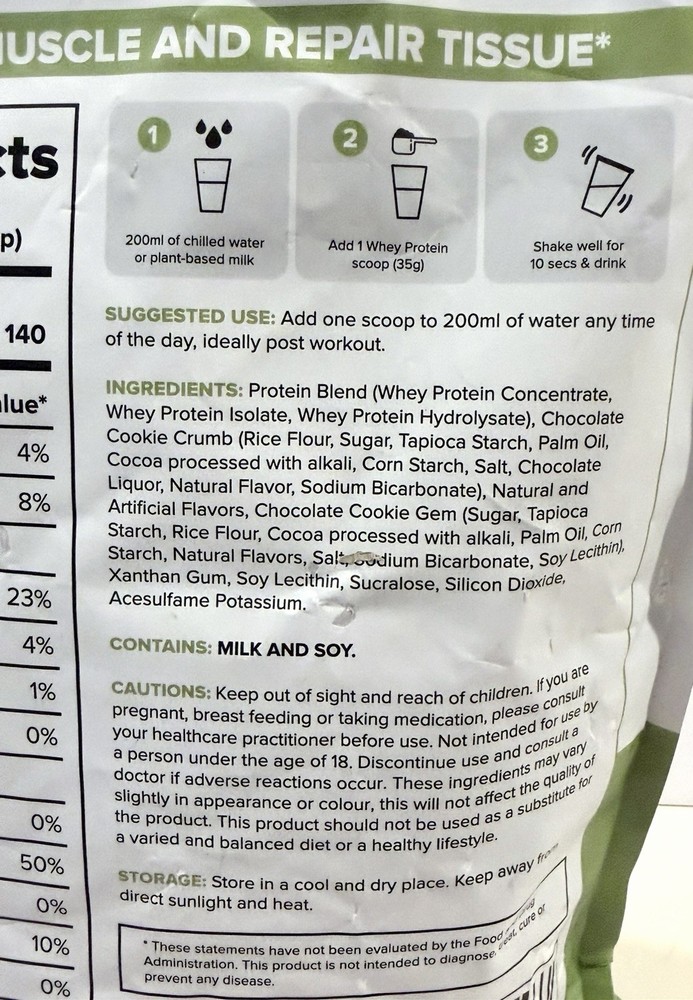 MUSCLE AND REPAIR TISSUE*
cts
p)
140
lue*
4%
8%
23%
4%
1%
0%
0%
50%
0%
10%
0%
1
200ml of chilled water
or plant-based milk
2
Add 1 Whey Protein
scoop (35g)
3
Shake well for
10 secs & drink
SUGGESTED USE: Add one scoop to 200ml of water any time
of the day, ideally post workout.
INGREDIENTS: Protein Blend (Whey Protein Concentrate,
Whey Protein Isolate, Whey Protein Hydrolysate), Chocolate
Cookie Crumb (Rice Flour, Sugar, Tapioca Starch, Palm Oil,
Cocoa processed with alkali, Corn Starch, Salt, Chocolate
Liquor, Natural Flavor, Sodium Bicarbonate), Natural and
Artificial Flavors, Chocolate Cookie Gem (Sugar, Tapioca
Starch, Rice Flour, Cocoa processed with alkali, Palm Oil, Corn
Starch, Natural Flavors, Salt, Sodium Bicarbonate, Soy Lecithin),
Xanthan Gum, Soy Lecithin, Sucralose, Silicon Dioxide,
Acesulfame Potassium.
CONTAINS: MILK AND SOY.
CAUTIONS: Keep out of sight and reach of children. If you are
pregnant, breast feeding or taking medication, please consult
your healthcare practitioner before use. Not intended for use by
a person under the age of 18. Discontinue use and consult a
doctor if adverse reactions occur. These ingredients may vary
slightly in appearance or colour, this will not affect the quality of
the product. This product should not be used as a substitute for
a varied and balanced diet or a healthy lifestyle.
STORAGE: Store in a cool and dry place. Keep away from
direct sunlight and heat.
* These statements have not been evaluated by the Food
Administration. This product is not intended to diagnose, treat, cure or
prevent any disease.